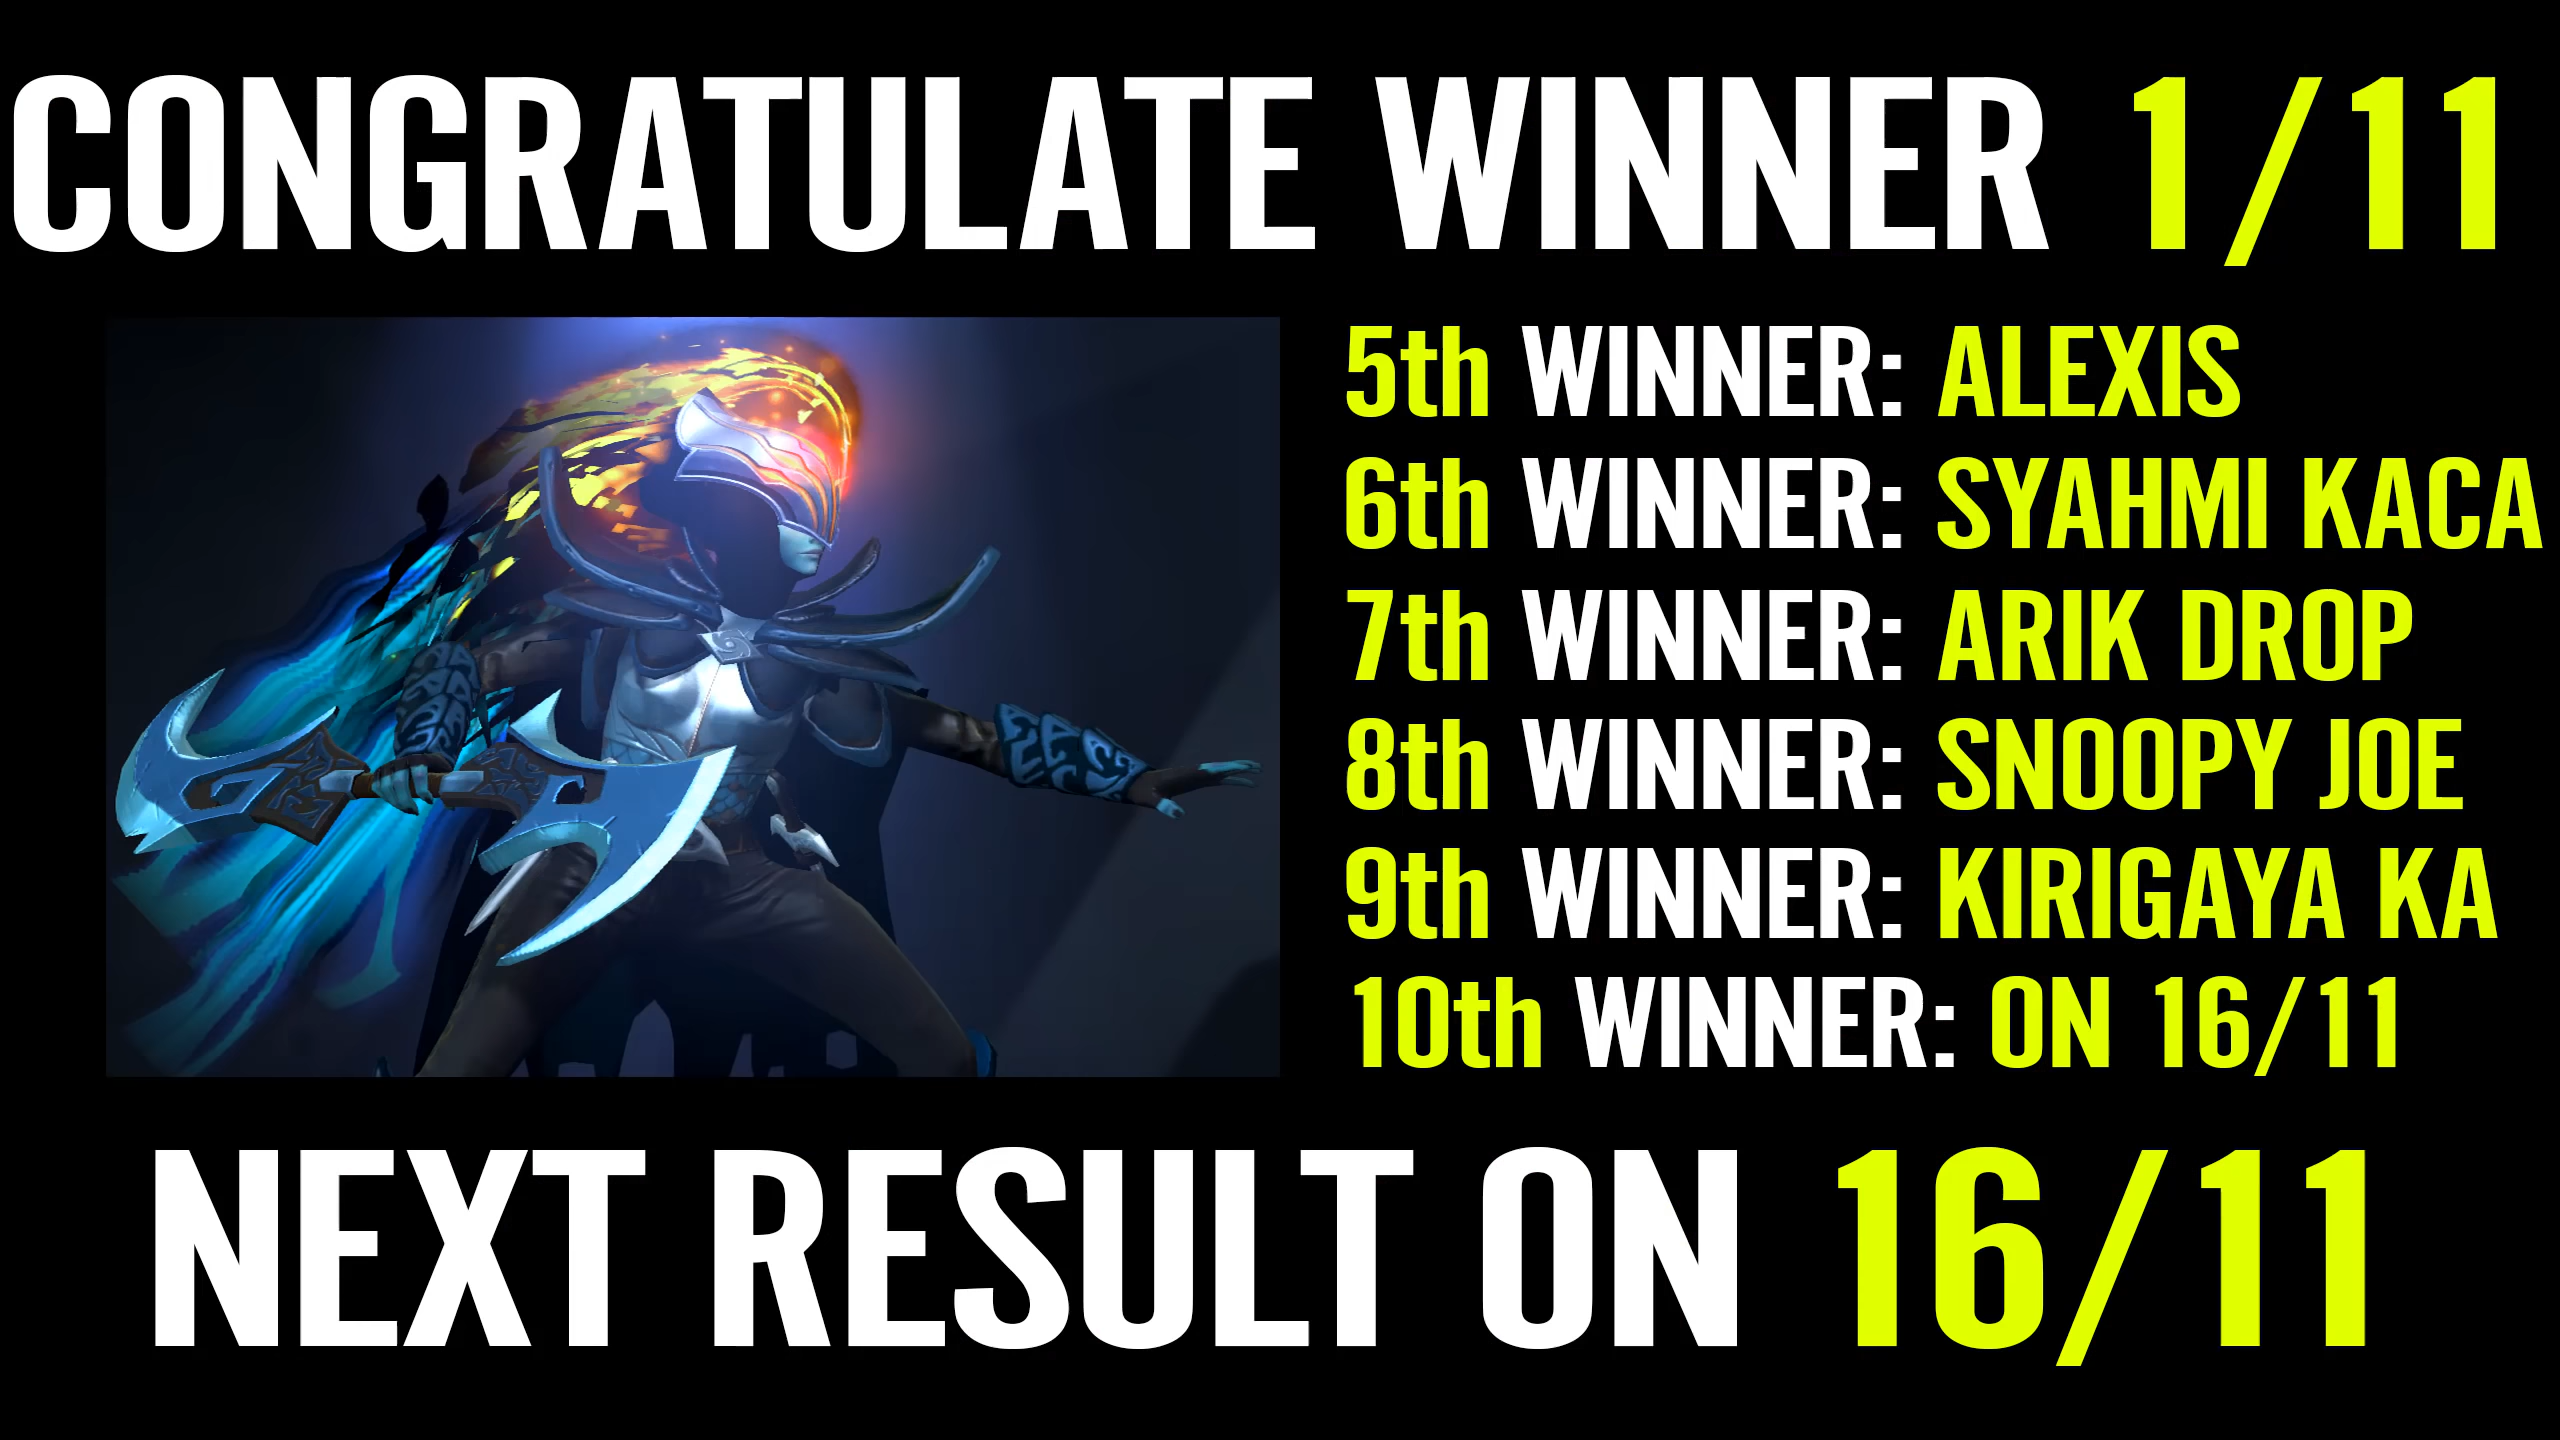 CONGRATULATE WINNER 1/11
5th WINNER: ALEXIS
6th WINNER: SYAHMI KACA
7th WINNER: ARIK DROP
8th WINNER: SNOOPY JOE
9th WINNER: KIRIGAYA KA
10th WINNER: ON 16/11
NEXT RESULT ON 16/11